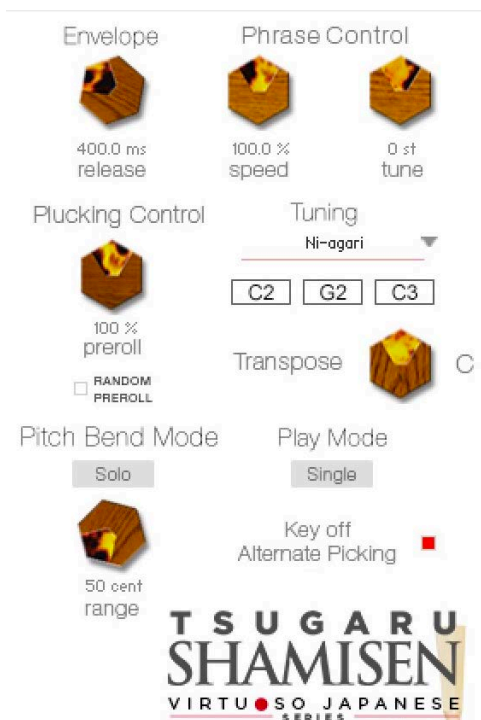 Envelope
Phrase Control
400.0 ms
release
100.0 %
speed
0 st
tune
Plucking Control
100 %
preroll
RANDOM
PREROLL
Tuning
Ni-agari
C2 G2 C3
Transpose C
Pitch Bend Mode
Solo
50 cent
range
Play Mode
Single
Key off
Alternate Picking
TSUGARU
SHAMISEN
VIRTUOSO JAPANESE
SERIES